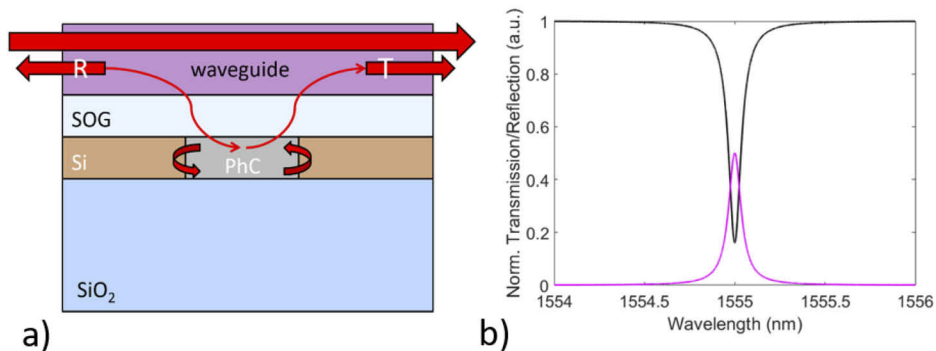 R
waveguide
T
SOG
Si
PhC
SiO₂
a)
Norm. Transmission/Reflection (a.u.)
1
0.8
0.6
0.4
0.2
0
1554
1554.5
1555
1555.5
1556
Wavelength (nm)
b)